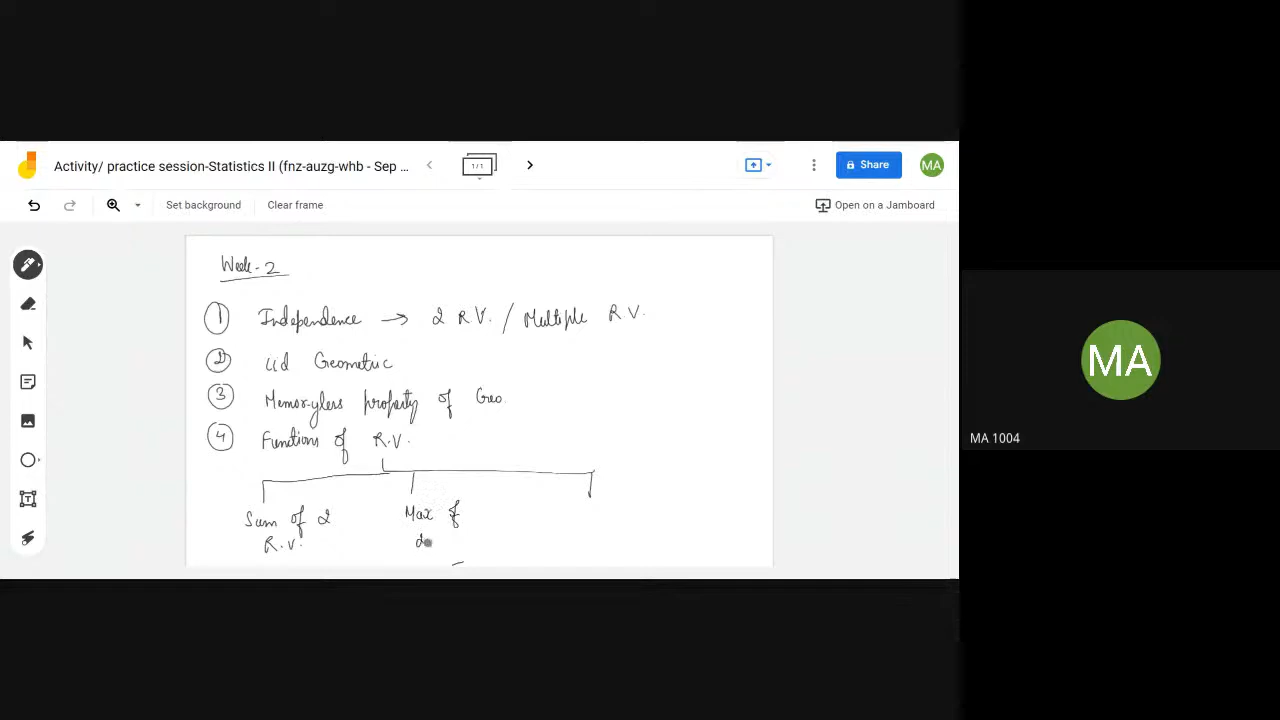 Activity/ practice session-Statistics II (fnz-auzg-whb - Sep ...
1/1
Share
MA
Set background
Clear frame
Open on a Jamboard
Week-2
1 Independence → 2 R.V. / Multiple R.V.
2 iid Geometric
3 Memoryless property of Geo.
4 Functions of R.V.
Sum of 2
R.V.
Max of
2
MA
MA 1004